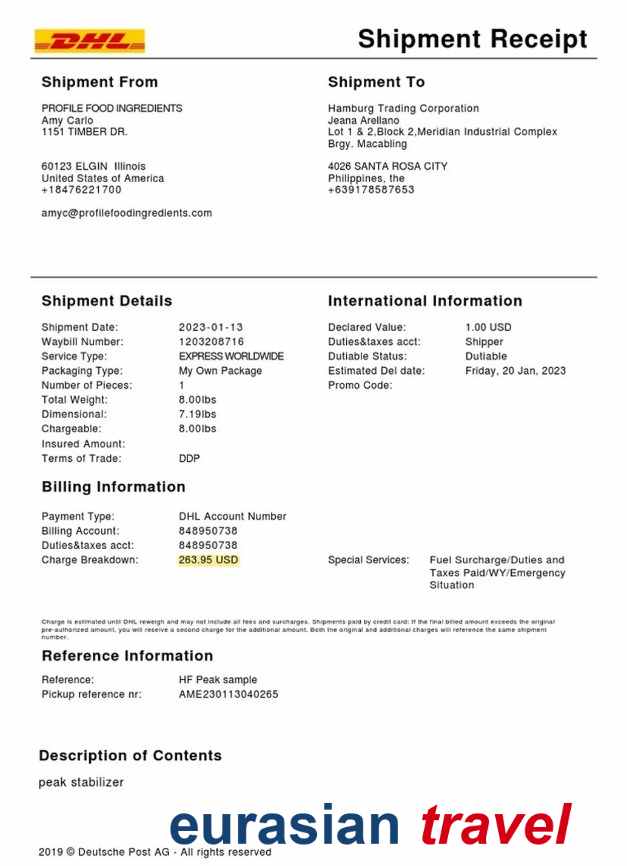 DHL
Shipment Receipt
Shipment From
PROFILE FOOD INGREDIENTS
Amy Carlo
1151 TIMBER DR.
60123 ELGIN Illinois
United States of America
+18476221700
amyc@profilefoodingredients.com
Shipment To
Hamburg Trading Corporation
Jeana Arellano
Lot 1 & 2,Block 2,Meridian Industrial Complex
Brgy. Macabling
4026 SANTA ROSA CITY
Philippines, the
+639178587653
Shipment Details
Shipment Date: 2023-01-13
Waybill Number: 1203208716
Service Type: EXPRESS WORLDWIDE
Packaging Type: My Own Package
Number of Pieces: 1
Total Weight: 8.00lbs
Dimensional: 7.19lbs
Chargeable: 8.00lbs
Insured Amount:
Terms of Trade: DDP
International Information
Declared Value: 1.00 USD
Duties&taxes acct: Shipper
Dutiable Status: Dutiable
Estimated Del date: Friday, 20 Jan, 2023
Promo Code:
Billing Information
Payment Type: DHL Account Number
Billing Account: 848950738
Duties&taxes acct: 848950738
Charge Breakdown: 263.95 USD
Special Services: Fuel Surcharge/Duties and
Taxes Paid/WY/Emergency
Situation
Charge is estimated until DHL reweigh and may not include all fees and surcharges. Shipments paid by credit card: If the final billed amount exceeds the original
pre-authorized amount, you will reserve a second charge for the additional amount. Both the original and additional charges will reference the same shipment
number.
Reference Information
Reference: HF Peak sample
Pickup reference nr: AME230113040265
Description of Contents
peak stabilizer
eurasian travel
2019 © Deutsche Post AG - All rights reserved